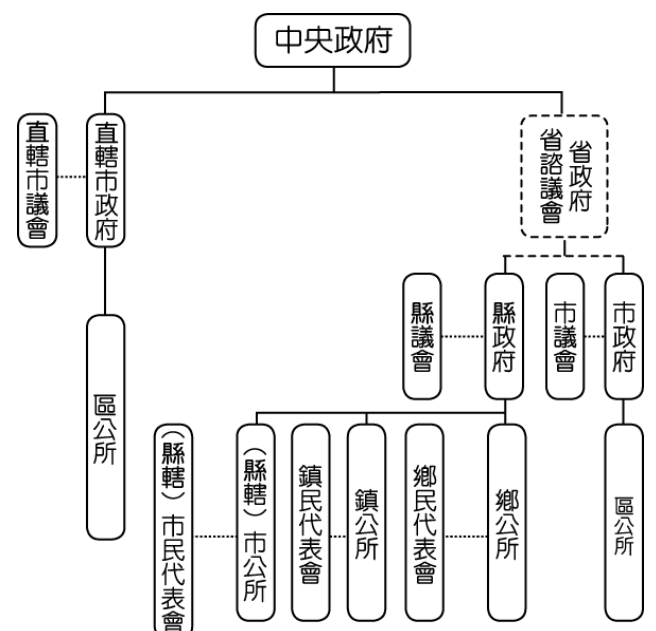 中央政府
直轄市議會
直轄市政府
省政府
省諮議會
縣議會
縣政府
市議會
市政府
區公所
（縣轄）市民代表會
（縣轄）市公所
鎮民代表會
鎮公所
鄉民代表會
鄉公所
區公所